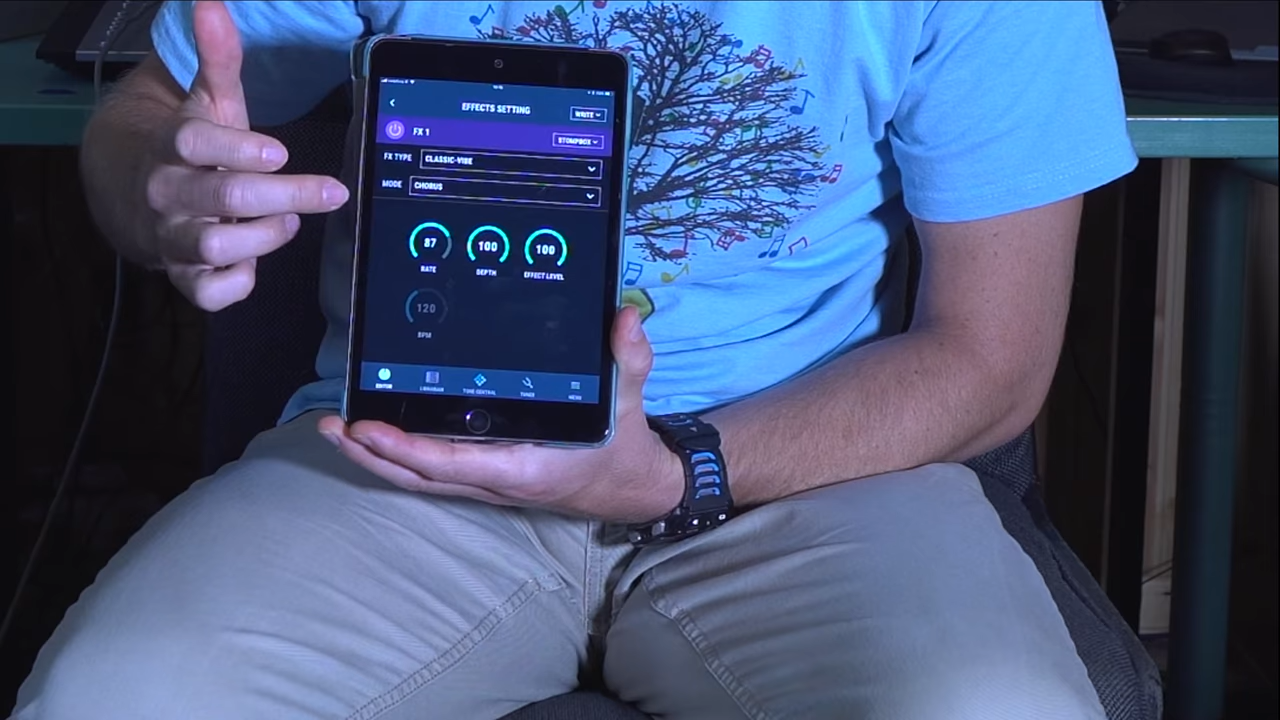 EFFECTS SETTING
WRITE
FX 1
STOMPBOX
FX TYPE CLASSIC-VIBE
MODE CHORUS
87 100 100
RATE DEPTH EFFECT LEVEL
120
BPM
EDITOR LIBRARIAN TONE CENTRAL TUNER MENU